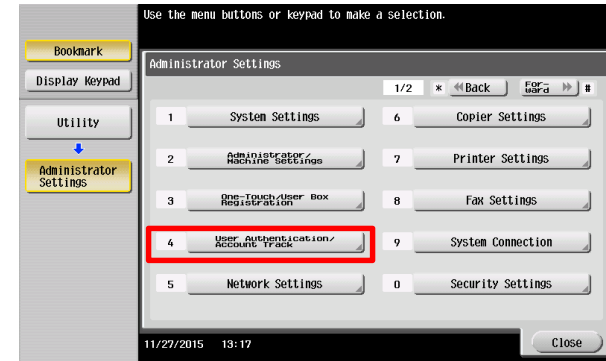 Use the menu buttons or keypad to make a selection.
Bookmark
Display Keypad
Utility
Administrator
Settings
Administrator Settings
1/2 * Back For-
ward #
1 System Settings
2 Administrator/
Machine Settings
3 One-Touch/User Box
Registration
4 User Authentication/
Account Track
5 Network Settings
6 Copier Settings
7 Printer Settings
8 Fax Settings
9 System Connection
0 Security Settings
11/27/2015 13:17
Close